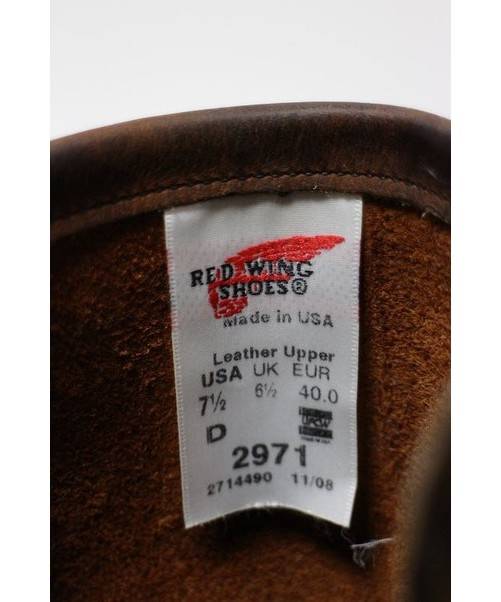 RED WING
SHOES®
Made in USA
Leather Upper
USA UK EUR
7½ 6½ 40.0
D UFCW
2971
2714490 11/08